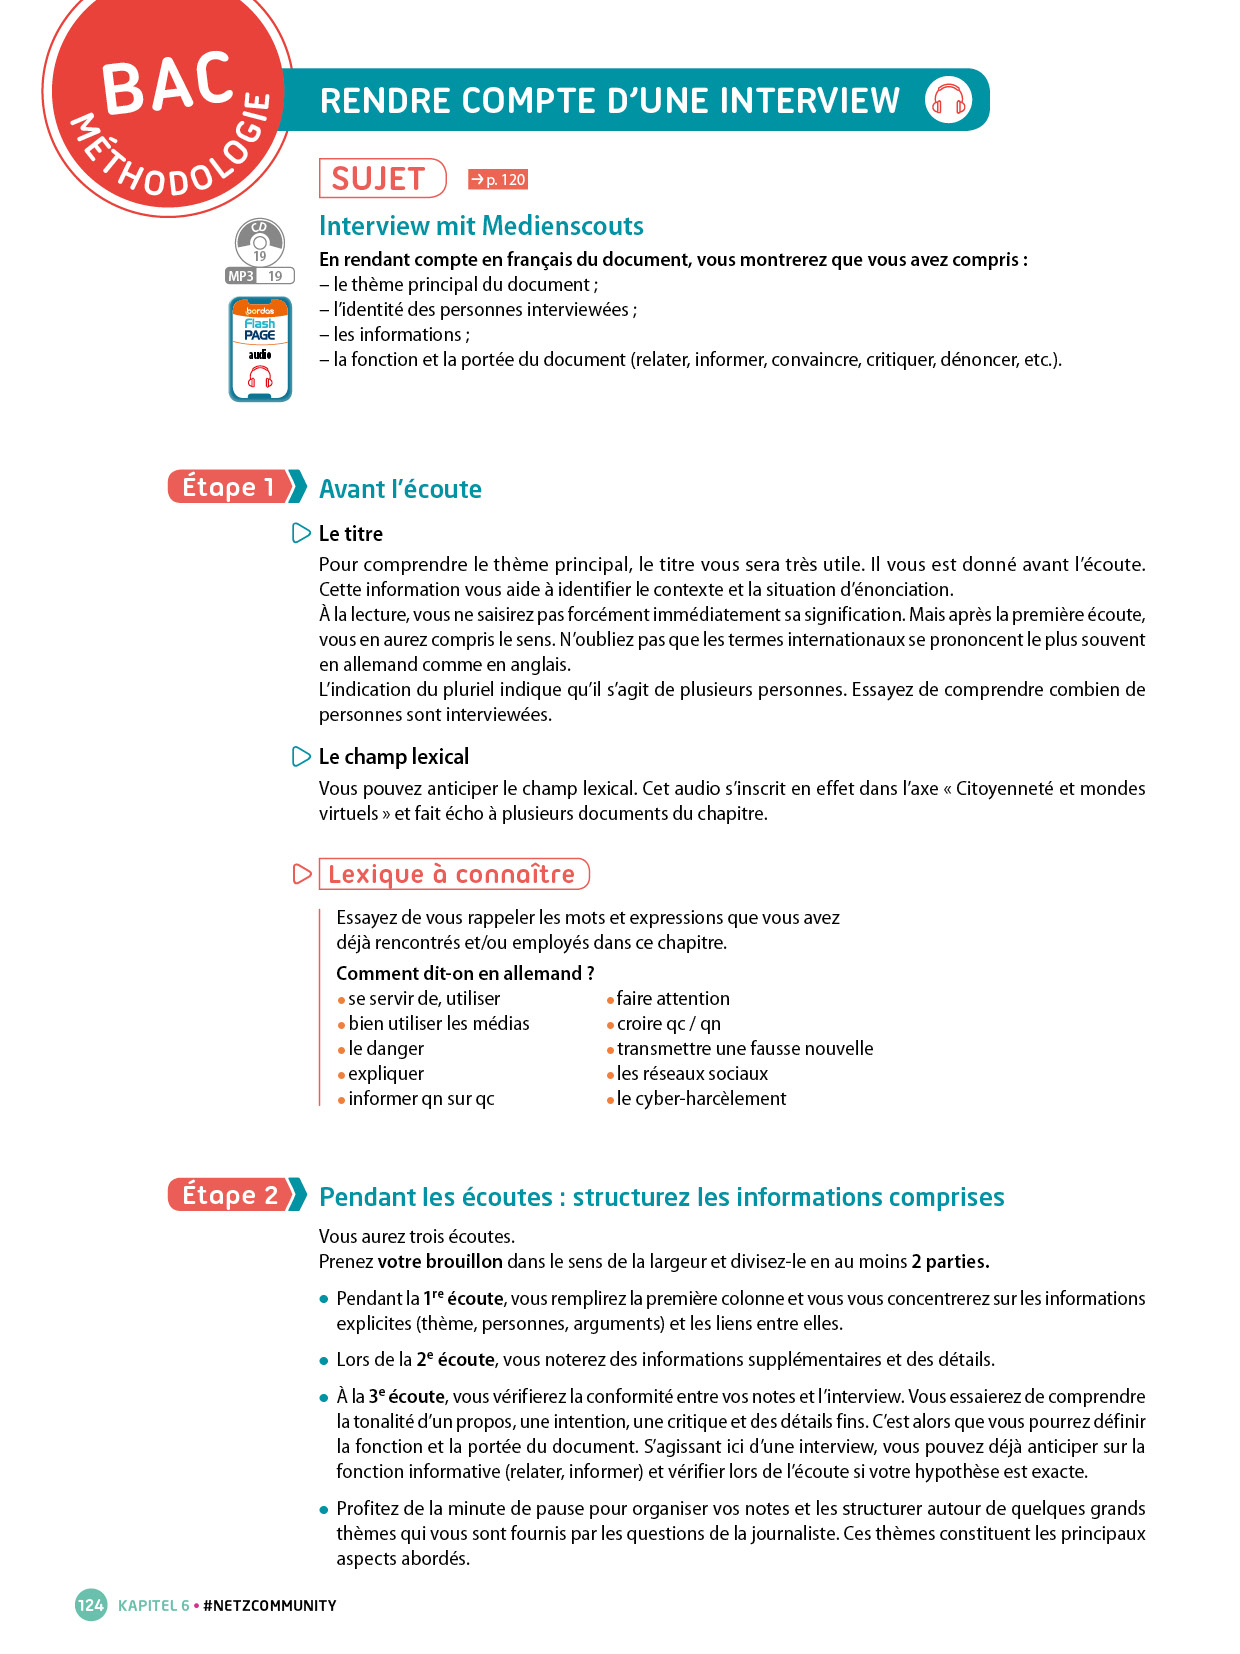 BAC
MÉTHODOLOGIE
RENDRE COMPTE D’UNE INTERVIEW
SUJET
→ p. 120
CD
19
MP3 19
bordas
Flash
PAGE
audio
Interview mit Medienscouts
En rendant compte en français du document, vous montrerez que vous avez compris :
– le thème principal du document ;
– l’identité des personnes interviewées ;
– les informations ;
– la fonction et la portée du document (relater, informer, convaincre, critiquer, dénoncer, etc.).
Étape 1
Avant l’écoute
Le titre
Pour comprendre le thème principal, le titre vous sera très utile. Il vous est donné avant l’écoute.
Cette information vous aide à identifier le contexte et la situation d’énonciation.
À la lecture, vous ne saisirez pas forcément immédiatement sa signification. Mais après la première écoute,
vous en aurez compris le sens. N’oubliez pas que les termes internationaux se prononcent le plus souvent
en allemand comme en anglais.
L’indication du pluriel indique qu’il s’agit de plusieurs personnes. Essayez de comprendre combien de
personnes sont interviewées.
Le champ lexical
Vous pouvez anticiper le champ lexical. Cet audio s’inscrit en effet dans l’axe « Citoyenneté et mondes
virtuels » et fait écho à plusieurs documents du chapitre.
Lexique à connaître
Essayez de vous rappeler les mots et expressions que vous avez
déjà rencontrés et/ou employés dans ce chapitre.
Comment dit-on en allemand ?
• se servir de, utiliser
• bien utiliser les médias
• le danger
• expliquer
• informer qn sur qc
• faire attention
• croire qc / qn
• transmettre une fausse nouvelle
• les réseaux sociaux
• le cyber-harcèlement
Étape 2
Pendant les écoutes : structurez les informations comprises
Vous aurez trois écoutes.
Prenez votre brouillon dans le sens de la largeur et divisez-le en au moins 2 parties.
• Pendant la 1re écoute, vous remplirez la première colonne et vous vous concentrerez sur les informations
explicites (thème, personnes, arguments) et les liens entre elles.
• Lors de la 2e écoute, vous noterez des informations supplémentaires et des détails.
• À la 3e écoute, vous vérifierez la conformité entre vos notes et l’interview. Vous essaierez de comprendre
la tonalité d’un propos, une intention, une critique et des détails fins. C’est alors que vous pourrez définir
la fonction et la portée du document. S’agissant ici d’une interview, vous pouvez déjà anticiper sur la
fonction informative (relater, informer) et vérifier lors de l’écoute si votre hypothèse est exacte.
• Profitez de la minute de pause pour organiser vos notes et les structurer autour de quelques grands
thèmes qui vous sont fournis par les questions de la journaliste. Ces thèmes constituent les principaux
aspects abordés.
124 KAPITEL 6 • #NETZCOMMUNITY